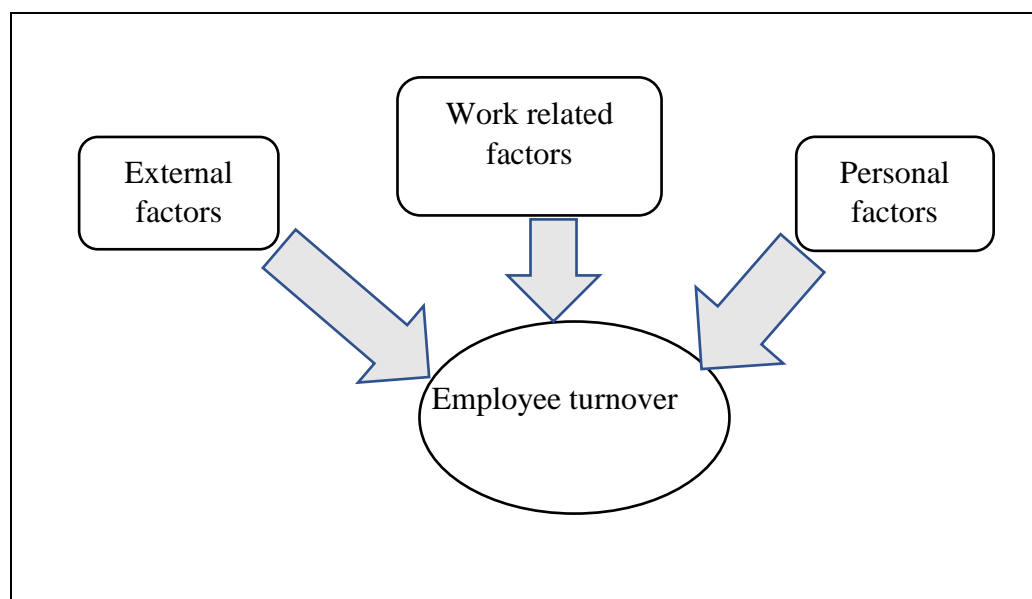 External
factors
Work related
factors
Personal
factors
Employee turnover